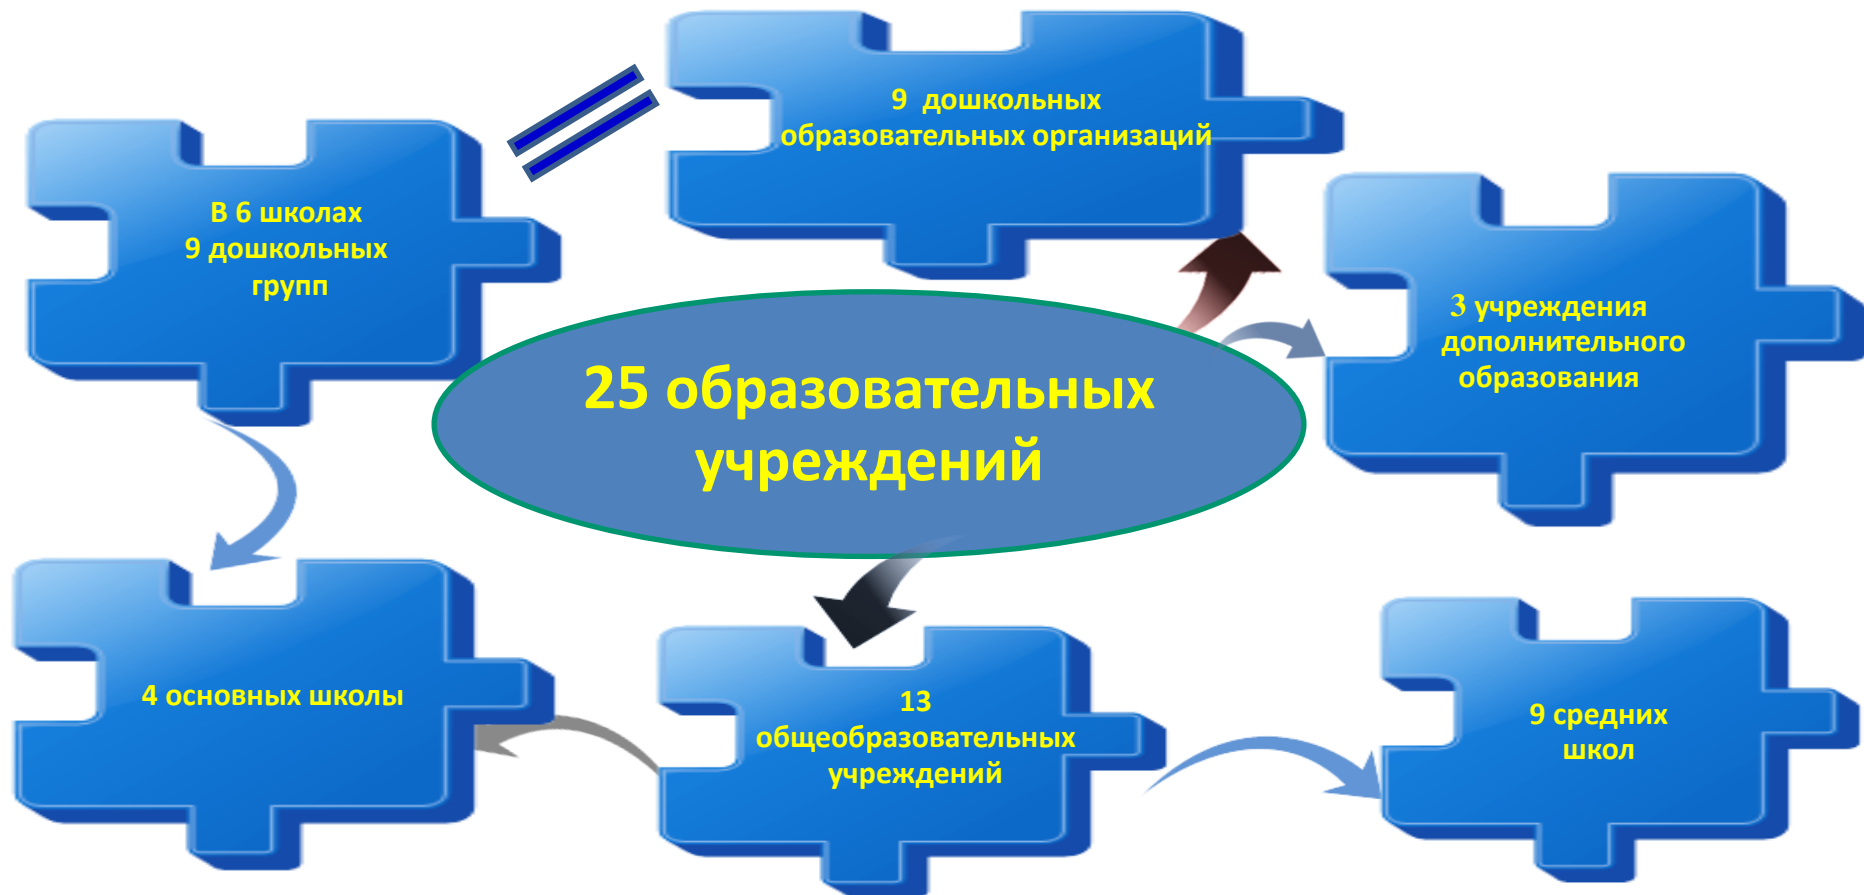 9 дошкольных
образовательных организаций
В 6 школах
9 дошкольных
групп
3 учреждения
дополнительного
образования
25 образовательных
учреждений
4 основных школы
13
общеобразовательных
учреждений
9 средних
школ